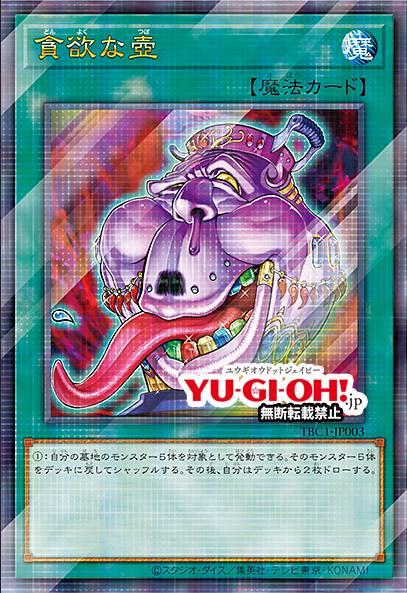 貪欲な壺
魔
【魔法カード】
ユウギオウドットジェイピー
YU-GI-OH!.jp
無断転載禁止
TBC1-JP003
①：自分の墓地のモンスター５体を対象として発動できる。そのモンスター５体
をデッキに戻してシャッフルする。その後、自分はデッキから２枚ドローする。
©スタジオ・ダイス／集英社・テレビ東京・KONAMI